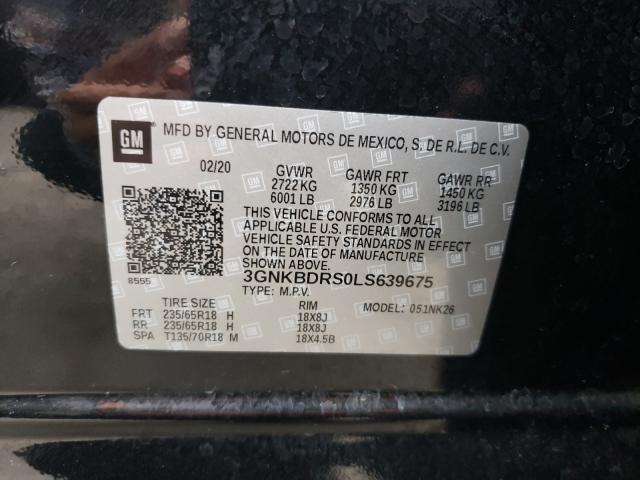 GM
MFD BY GENERAL MOTORS DE MEXICO, S. DE R.L. DE C.V.
02/20 GVWR GAWR FRT GAWR RR
2722 KG 1350 KG 1450 KG
6001 LB 2976 LB 3196 LB
THIS VEHICLE CONFORMS TO ALL
APPLICABLE U.S. FEDERAL MOTOR
VEHICLE SAFETY STANDARDS IN EFFECT
ON THE DATE OF MANUFACTURE
SHOWN ABOVE.
8555
3GNKBDRS0LS639675
TYPE: M.P.V.
TIRE SIZE RIM MODEL: 051NK26
FRT 235/65R18 H 18X8J
RR 235/65R18 H 18X8J
SPA T135/70R18 M 18X4.5B